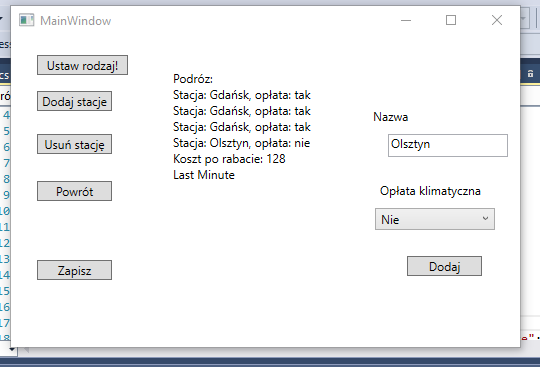 MainWindow
Ustaw rodzaj!
Dodaj stacje
Usuń stację
Powrót
Zapisz
Podróz:
Stacja: Gdańsk, opłata: tak
Stacja: Gdańsk, opłata: tak
Stacja: Gdańsk, opłata: tak
Stacja: Olsztyn, opłata: nie
Koszt po rabacie: 128
Last Minute
Nazwa
Olsztyn
Opłata klimatyczna
Nie
Dodaj